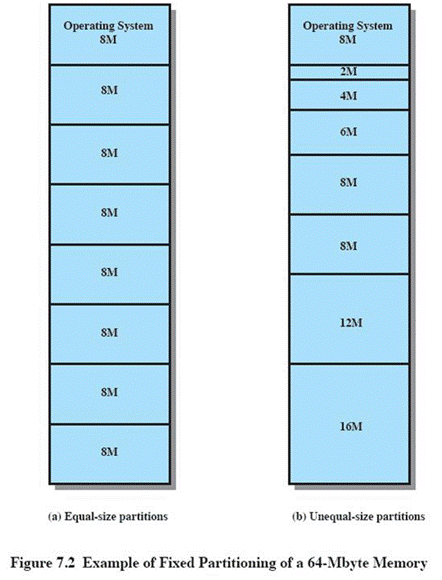 Operating System
8M
8M
8M
8M
8M
8M
8M
8M
(a) Equal-size partitions
Operating System
8M
2M
4M
6M
8M
8M
12M
16M
(b) Unequal-size partitions
Figure 7.2 Example of Fixed Partitioning of a 64-Mbyte Memory